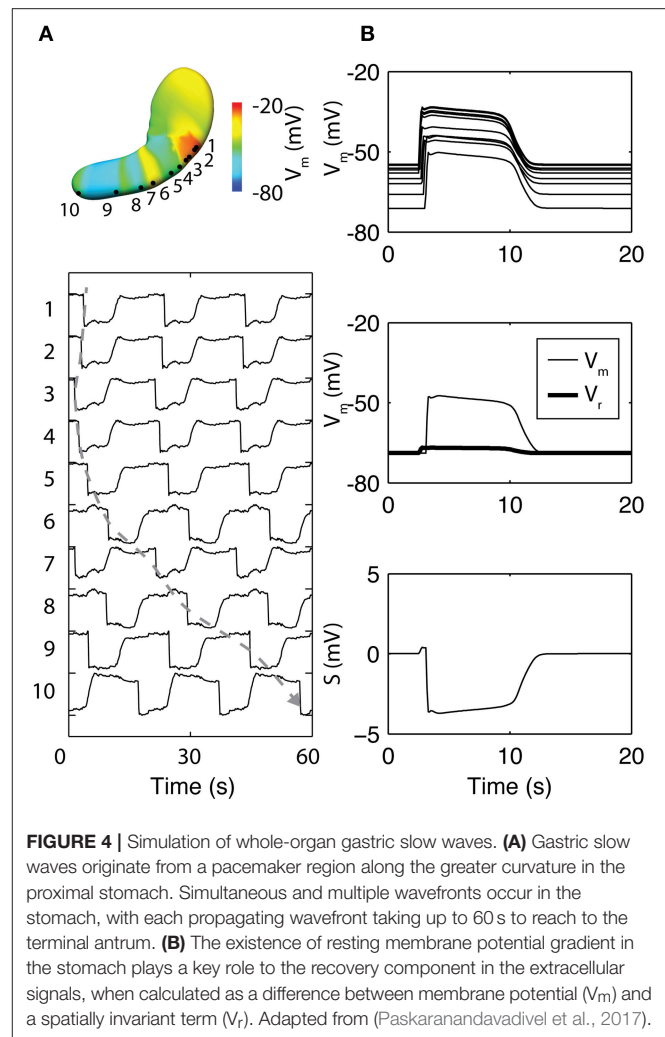 A
B
-20
-80
V_m (mV)
1
2
3
4
5
6
7
8
9
10
1
2
3
4
5
6
7
8
9
10
0 30 60
Time (s)
-20
-50
-80
V_m (mV)
0 10 20
-20
-50
-80
V_m (mV)
V_m
V_r
0 10 20
5
0
−5
S (mV)
0 10 20
Time (s)
FIGURE 4 | Simulation of whole-organ gastric slow waves. (A) Gastric slow
waves originate from a pacemaker region along the greater curvature in the
proximal stomach. Simultaneous and multiple wavefronts occur in the
stomach, with each propagating wavefront taking up to 60 s to reach to the
terminal antrum. (B) The existence of resting membrane potential gradient in
the stomach plays a key role to the recovery component in the extracellular
signals, when calculated as a difference between membrane potential (Vm) and
a spatially invariant term (Vr). Adapted from (Paskaranandavadivel et al., 2017).